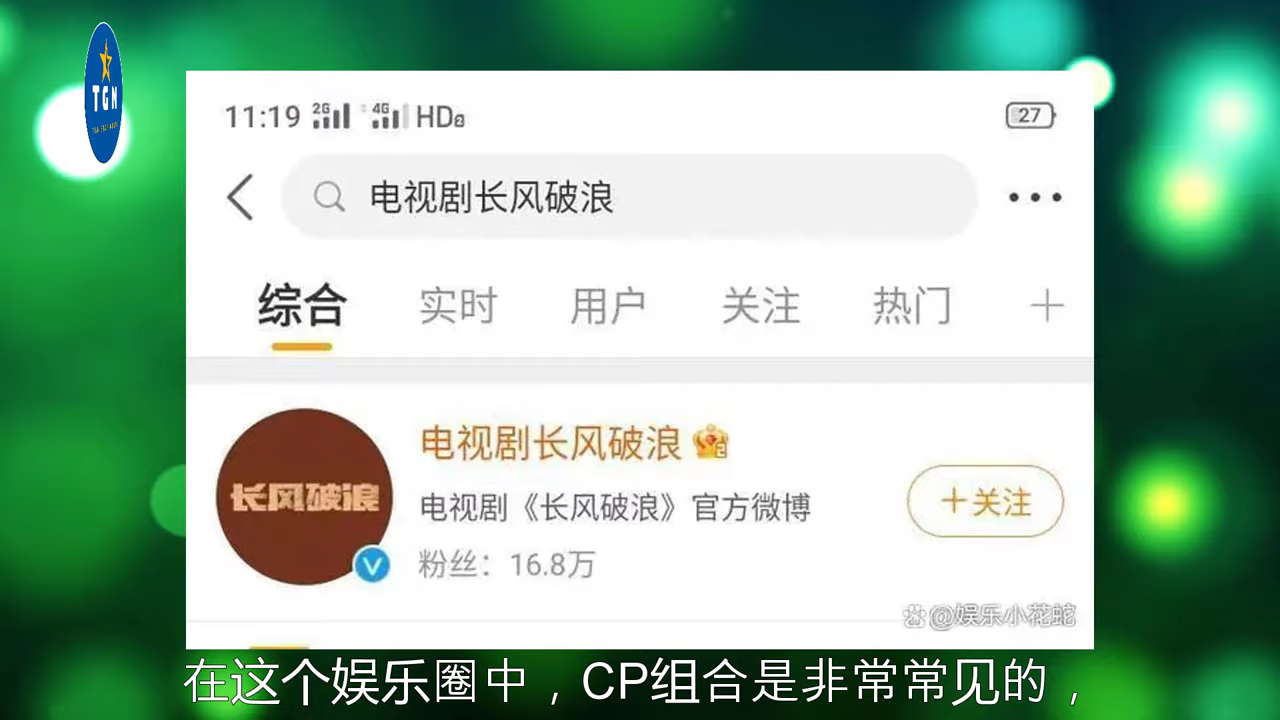 TGN
11:19 2G 4G HD 27
电视剧长风破浪
综合 实时 用户 关注 热门
电视剧长风破浪
长风破浪
电视剧《长风破浪》官方微博
+关注
粉丝：16.8万
@娱乐小花蛇
在这个娱乐圈中，CP组合是非常常见的，